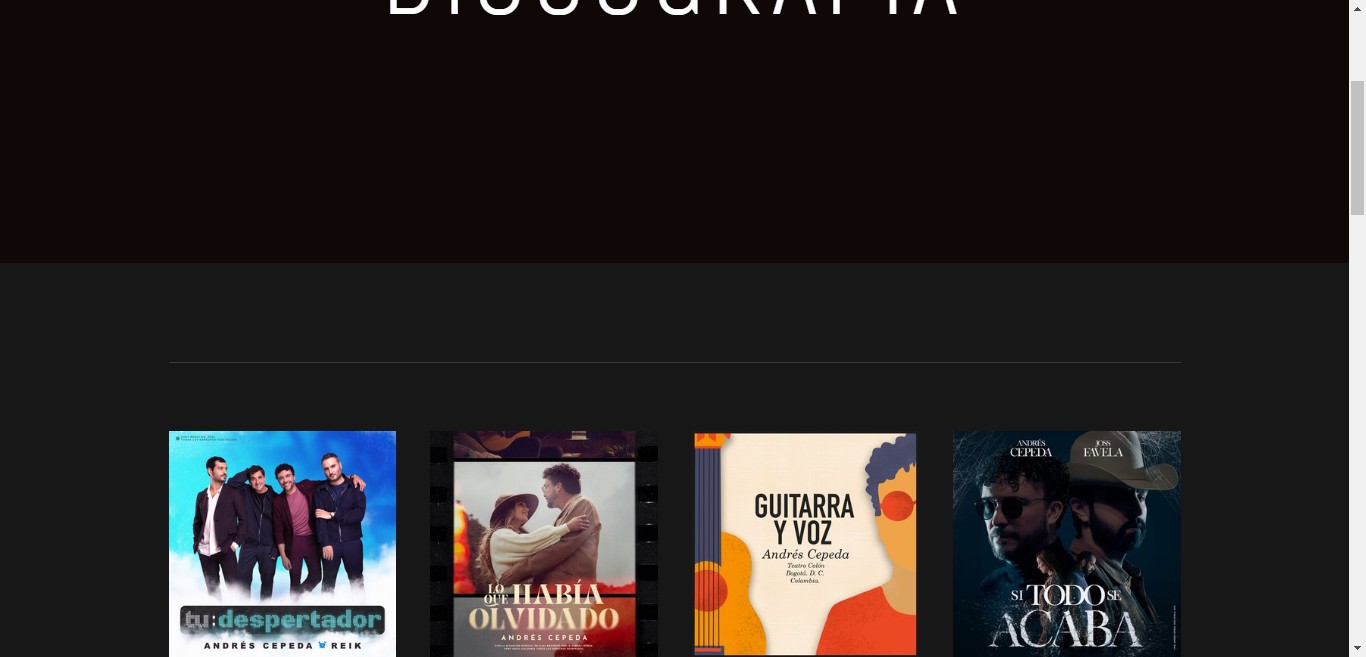 DISCOGRAFÍA
tu:despertador
ANDRÉS CEPEDA REIK
LO QUE HABÍA
OLVIDADO
ANDRÉS CEPEDA
GUITARRA
Y VOZ
Andrés Cepeda
Teatro Colón
Bogotá. D. C.
Colombia.
ANDRÉS CEPEDA
JOSS FAVELA
SI TODO SE
ACABA